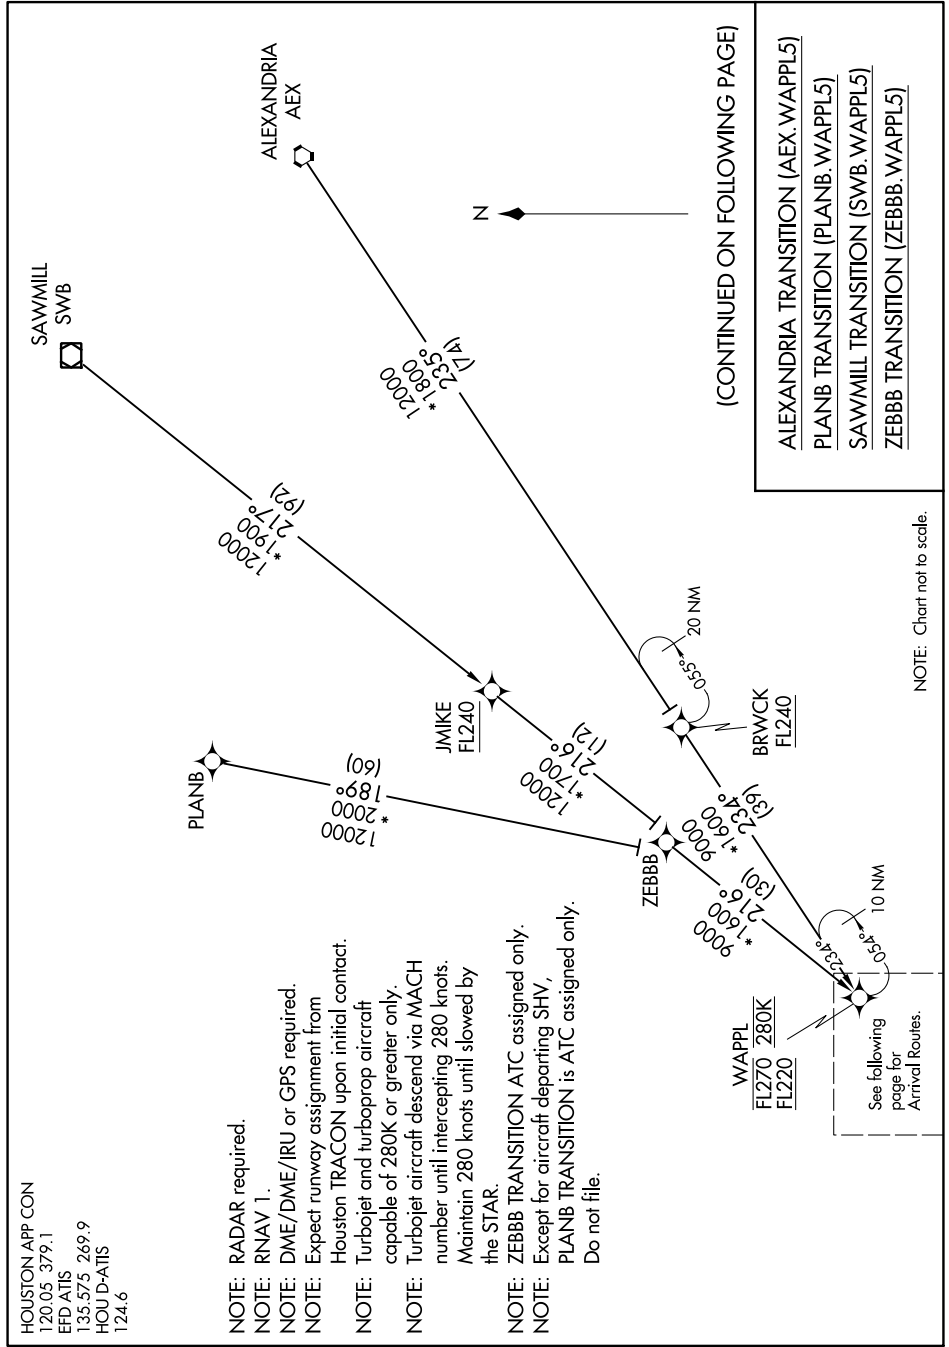 HOUSTON APP CON
120.05 379.1
EFD ATIS
135.575 269.9
HOU D-ATIS
124.6
NOTE: RADAR required.
NOTE: RNAV 1.
NOTE: DME/DME/IRU or GPS required.
NOTE: Expect runway assignment from
Houston TRACON upon initial contact.
NOTE: Turbojet and turboprop aircraft
capable of 280K or greater only.
NOTE: Turbojet aircraft descend via MACH
number until intercepting 280 knots.
Maintain 280 knots until slowed by
the STAR.
NOTE: ZEBBB TRANSITION ATC assigned only.
NOTE: Except for aircraft departing SHV,
PLANB TRANSITION is ATC assigned only.
Do not file.
SAWMILL
SWB
ALEXANDRIA
AEX
PLANB
12000
*2000
189°
(60)
12000
*1900
217°
(92)
12000
*1800
235°
(74)
N
JMIKE
FL240
12000
*1700
216°
(12)
ZEBBB
9000
*1600
216°
(30)
9000
*1600
234°
(39)
BRWCK
FL240
055°
20 NM
WAPPL
FL270 280K
FL220
234°
054°
10 NM
See following
page for
Arrival Routes.
(CONTINUED ON FOLLOWING PAGE)
ALEXANDRIA TRANSITION (AEX.WAPPL5)
PLANB TRANSITION (PLANB.WAPPL5)
SAWMILL TRANSITION (SWB.WAPPL5)
ZEBBB TRANSITION (ZEBBB.WAPPL5)
NOTE: Chart not to scale.